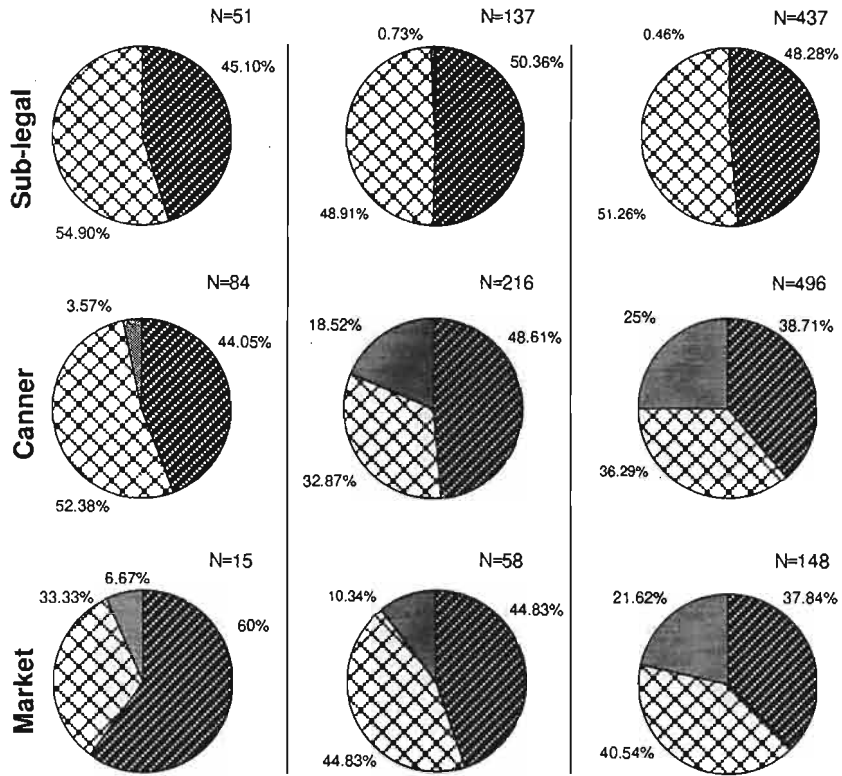 N=51
N=137
N=437
Sub-legal
45.10%
54.90%
0.73%
50.36%
48.91%
0.46%
48.28%
51.26%
N=84
N=216
N=496
Canner
3.57%
44.05%
52.38%
18.52%
48.61%
32.87%
25%
38.71%
36.29%
N=15
N=58
N=148
Market
6.67%
33.33%
60%
10.34%
44.83%
44.83%
21.62%
37.84%
40.54%